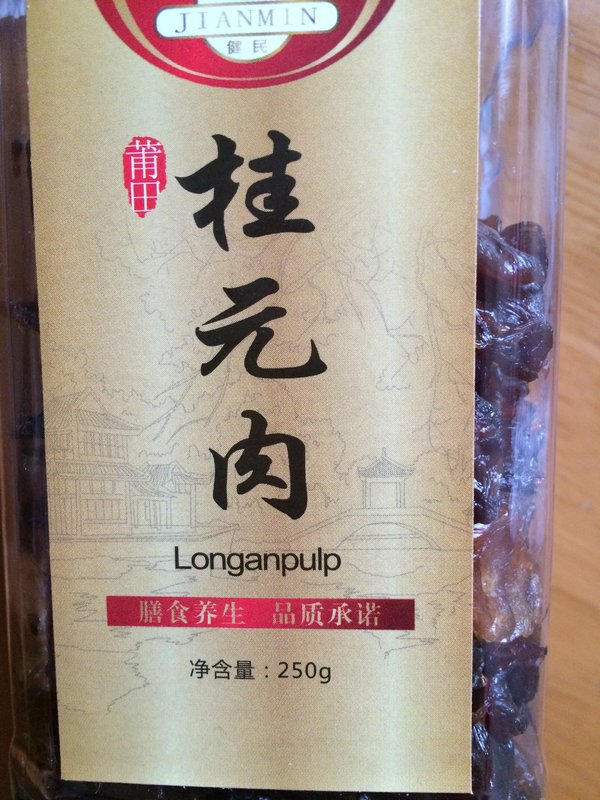 JIANMIN
健民
莆田
桂元肉
Longanpulp
膳食养生 品质承诺
净含量：250g